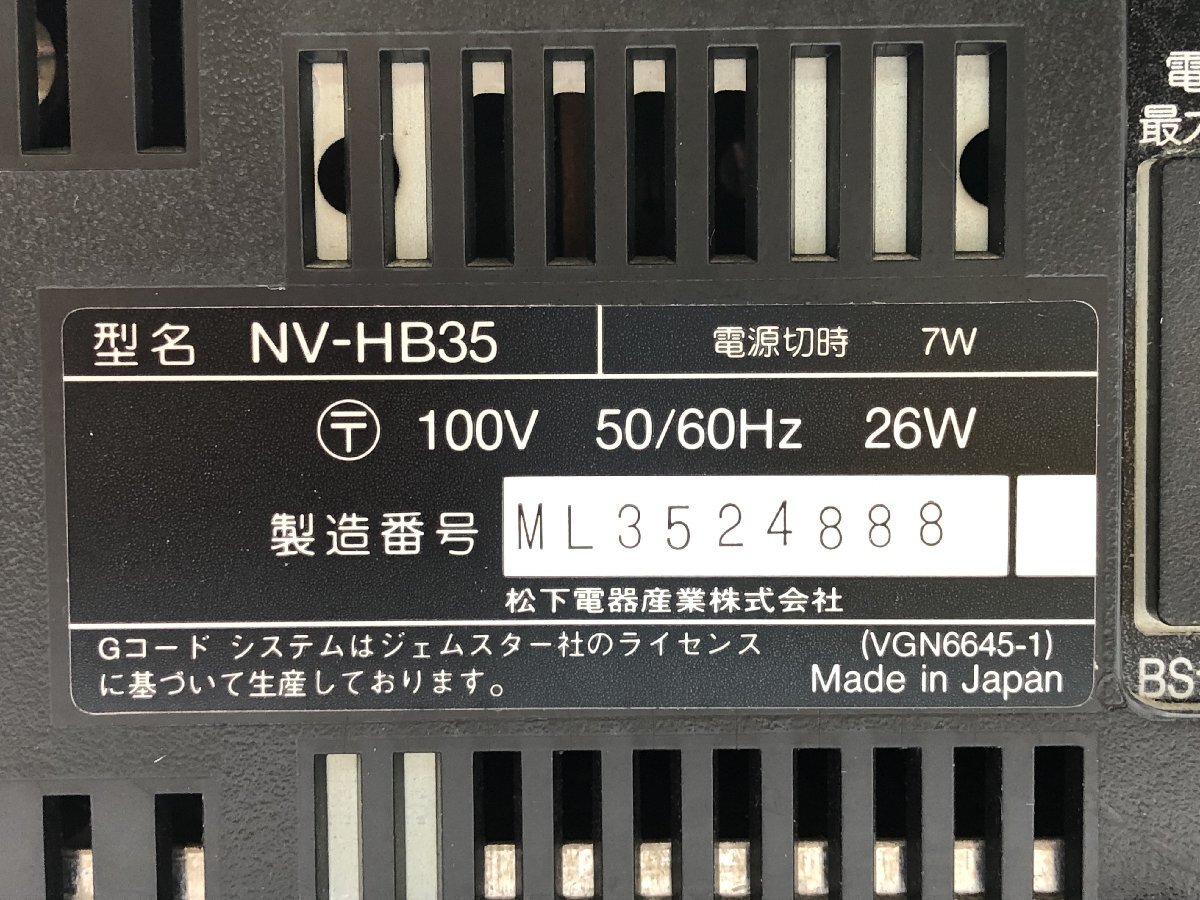 型名 NV-HB35 電源切時 7W
〒 100V 50/60Hz 26W
製造番号 ML3524888
松下電器産業株式会社
Gコード システムはジェムスター社のライセンス (VGN6645-1)
に基づいて生産しております。 Made in Japan
電
最
BS